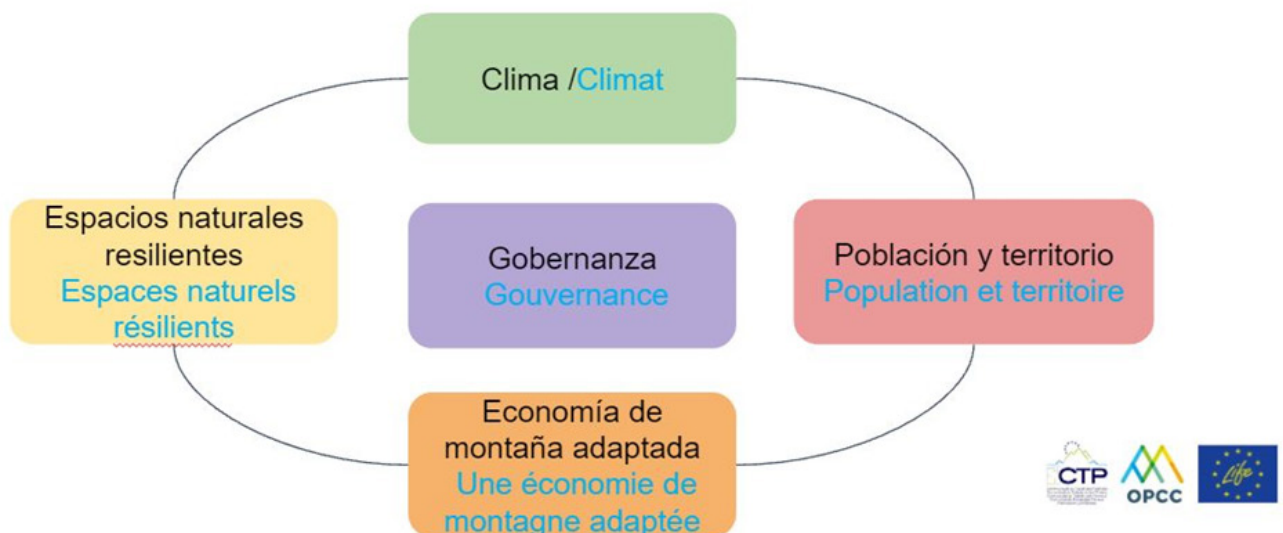 Clima /Climat
Espacios naturales
resilientes
Espaces naturels
résilients
Gobernanza
Gouvernance
Población y territorio
Population et territoire
Economía de
montaña adaptada
Une économie de
montagne adaptée
CTP
OPCC
Life